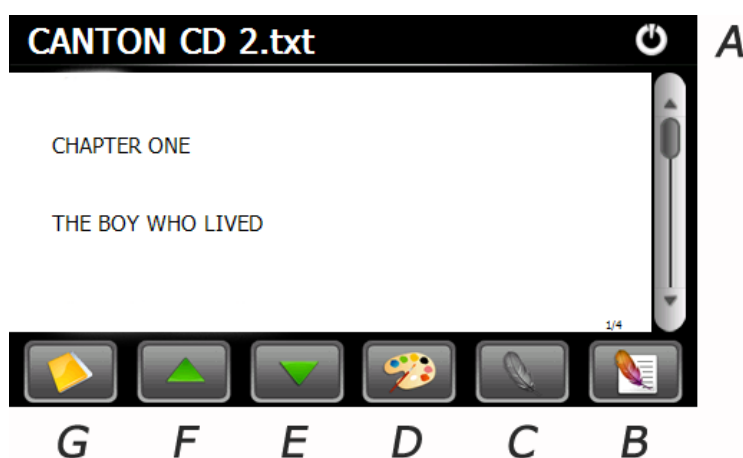 CANTON CD 2.txt
A
CHAPTER ONE
THE BOY WHO LIVED
1/4
G F E D C B